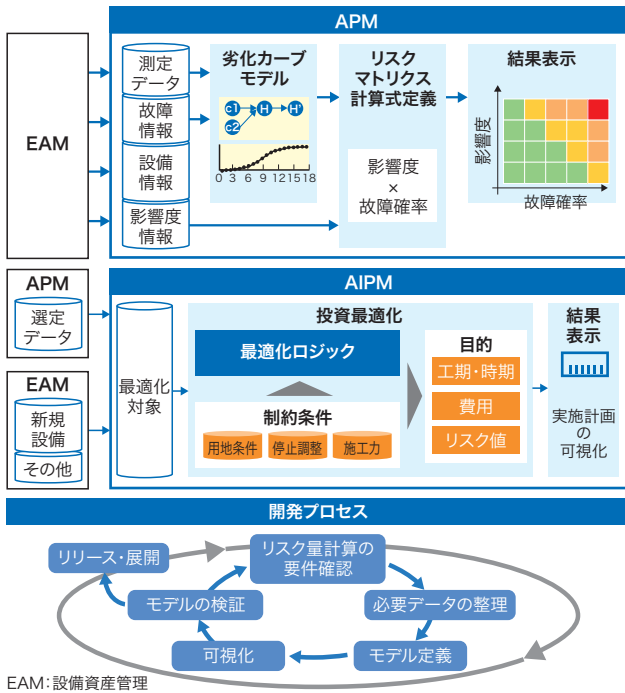 APM
EAM
測定
データ
故障
情報
設備
情報
影響度
情報
劣化カーブ
モデル
c1
c2
H
H'
0 3 6 9 12 15 18
リスク
マトリクス
計算式定義
影響度
×
故障確率
結果表示
影響度
故障確率
APM
選定
データ
EAM
新規
設備
その他
AIPM
最適化
対象
投資最適化
最適化ロジック
制約条件
用地条件
停止調整
施工力
目的
工期・時期
費用
リスク値
結果
表示
実施計画
の
可視化
開発プロセス
リリース・展開
リスク量計算の
要件確認
モデルの検証
必要データの整理
可視化
モデル定義
EAM：設備資産管理